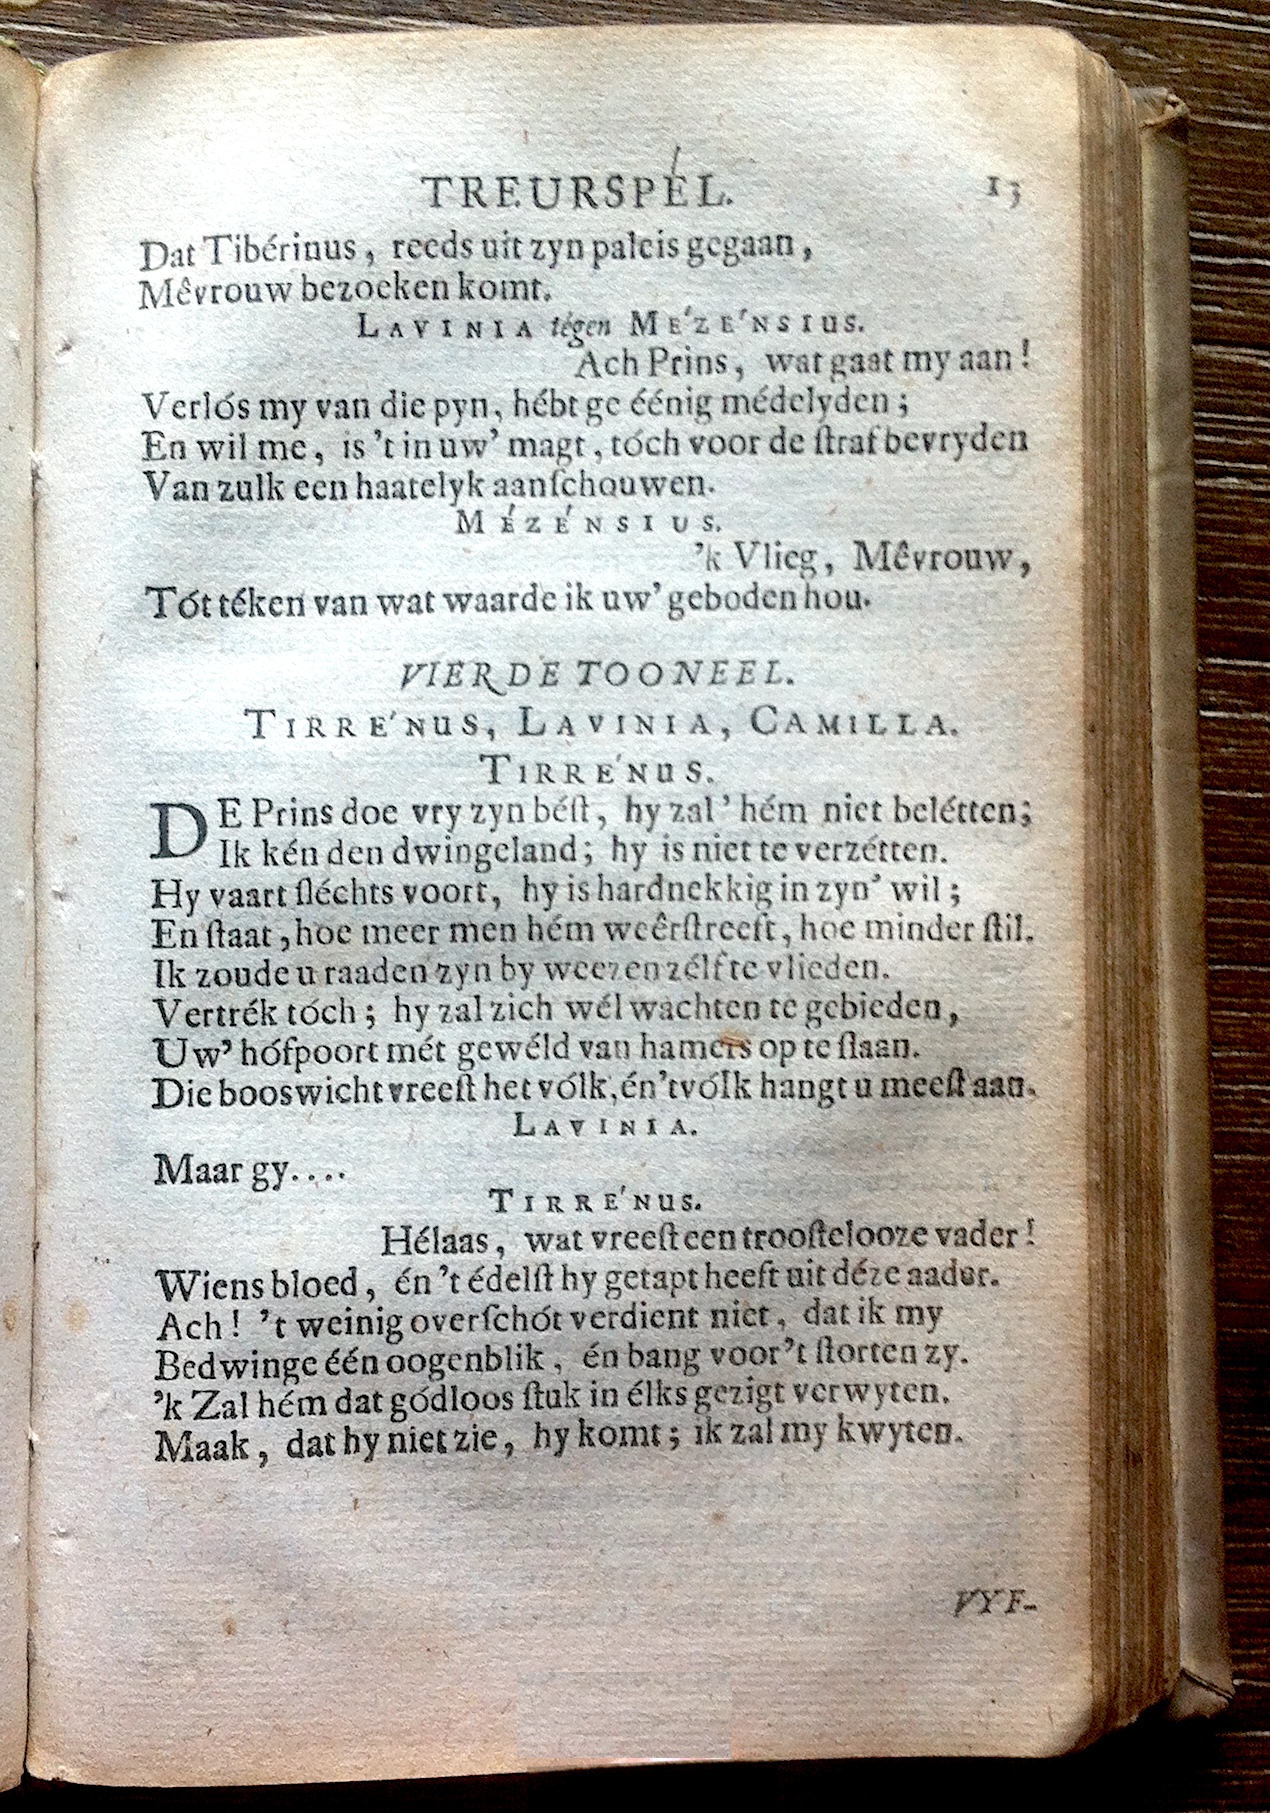 TREURSPÉL. 13
Dat Tibérinus, reeds uit zyn paleis gegaan,
Mêvrouw bezoeken komt.
LAVINIA tégen MÉZÉNSIUS.
Ach Prins, wat gaat my aan!
Verlós my van die pyn, hébt ge éénig médelyden;
En wil me, is 't in uw' magt, tóch voor de ſtraf bevryden
Van zulk een haatelyk aanſchouwen.
MÉZÉNSIUS.
'k Vlieg, Mêvrouw,
Tót téken van wat waarde ik uw' geboden hou.
VIERDE TOONEEL.
TIRRE'NUS, LAVINIA, CAMILLA.
TIRRE'NUS.
DE Prins doe vry zyn béſt, hy zal' hém niet belétten;
Ik kén den dwingeland; hy is niet te verzétten.
Hy vaart ſléchts voort, hy is hardnekkig in zyn' wil;
En ſtaat, hoe meer men hém weêrſtreeft, hoe minder ſtil.
Ik zoude u raaden zyn by weezen zélf te vlieden.
Vertrék tóch; hy zal zich wél wachten te gebieden,
Uw' hófpoort mét gewéld van hamers op te ſlaan.
Die booswicht vreeſt het vólk, én 't vólk hangt u meeſt aan.
LAVINIA.
Maar gy....
TIRRE'NUS.
Hélaas, wat vreeſt een trooſtelooze vader!
Wiens bloed, én 't édelſt hy getapt heeft uit déze aader.
Ach! 't weinig overſchót verdient niet, dat ik my
Bedwinge één oogenblik, én bang voor 't ſtorten zy.
'k Zal hém dat gódloos ſtuk in élks gezigt verwyten.
Maak, dat hy niet zie, hy komt; ik zal my kwyten.
VYF-